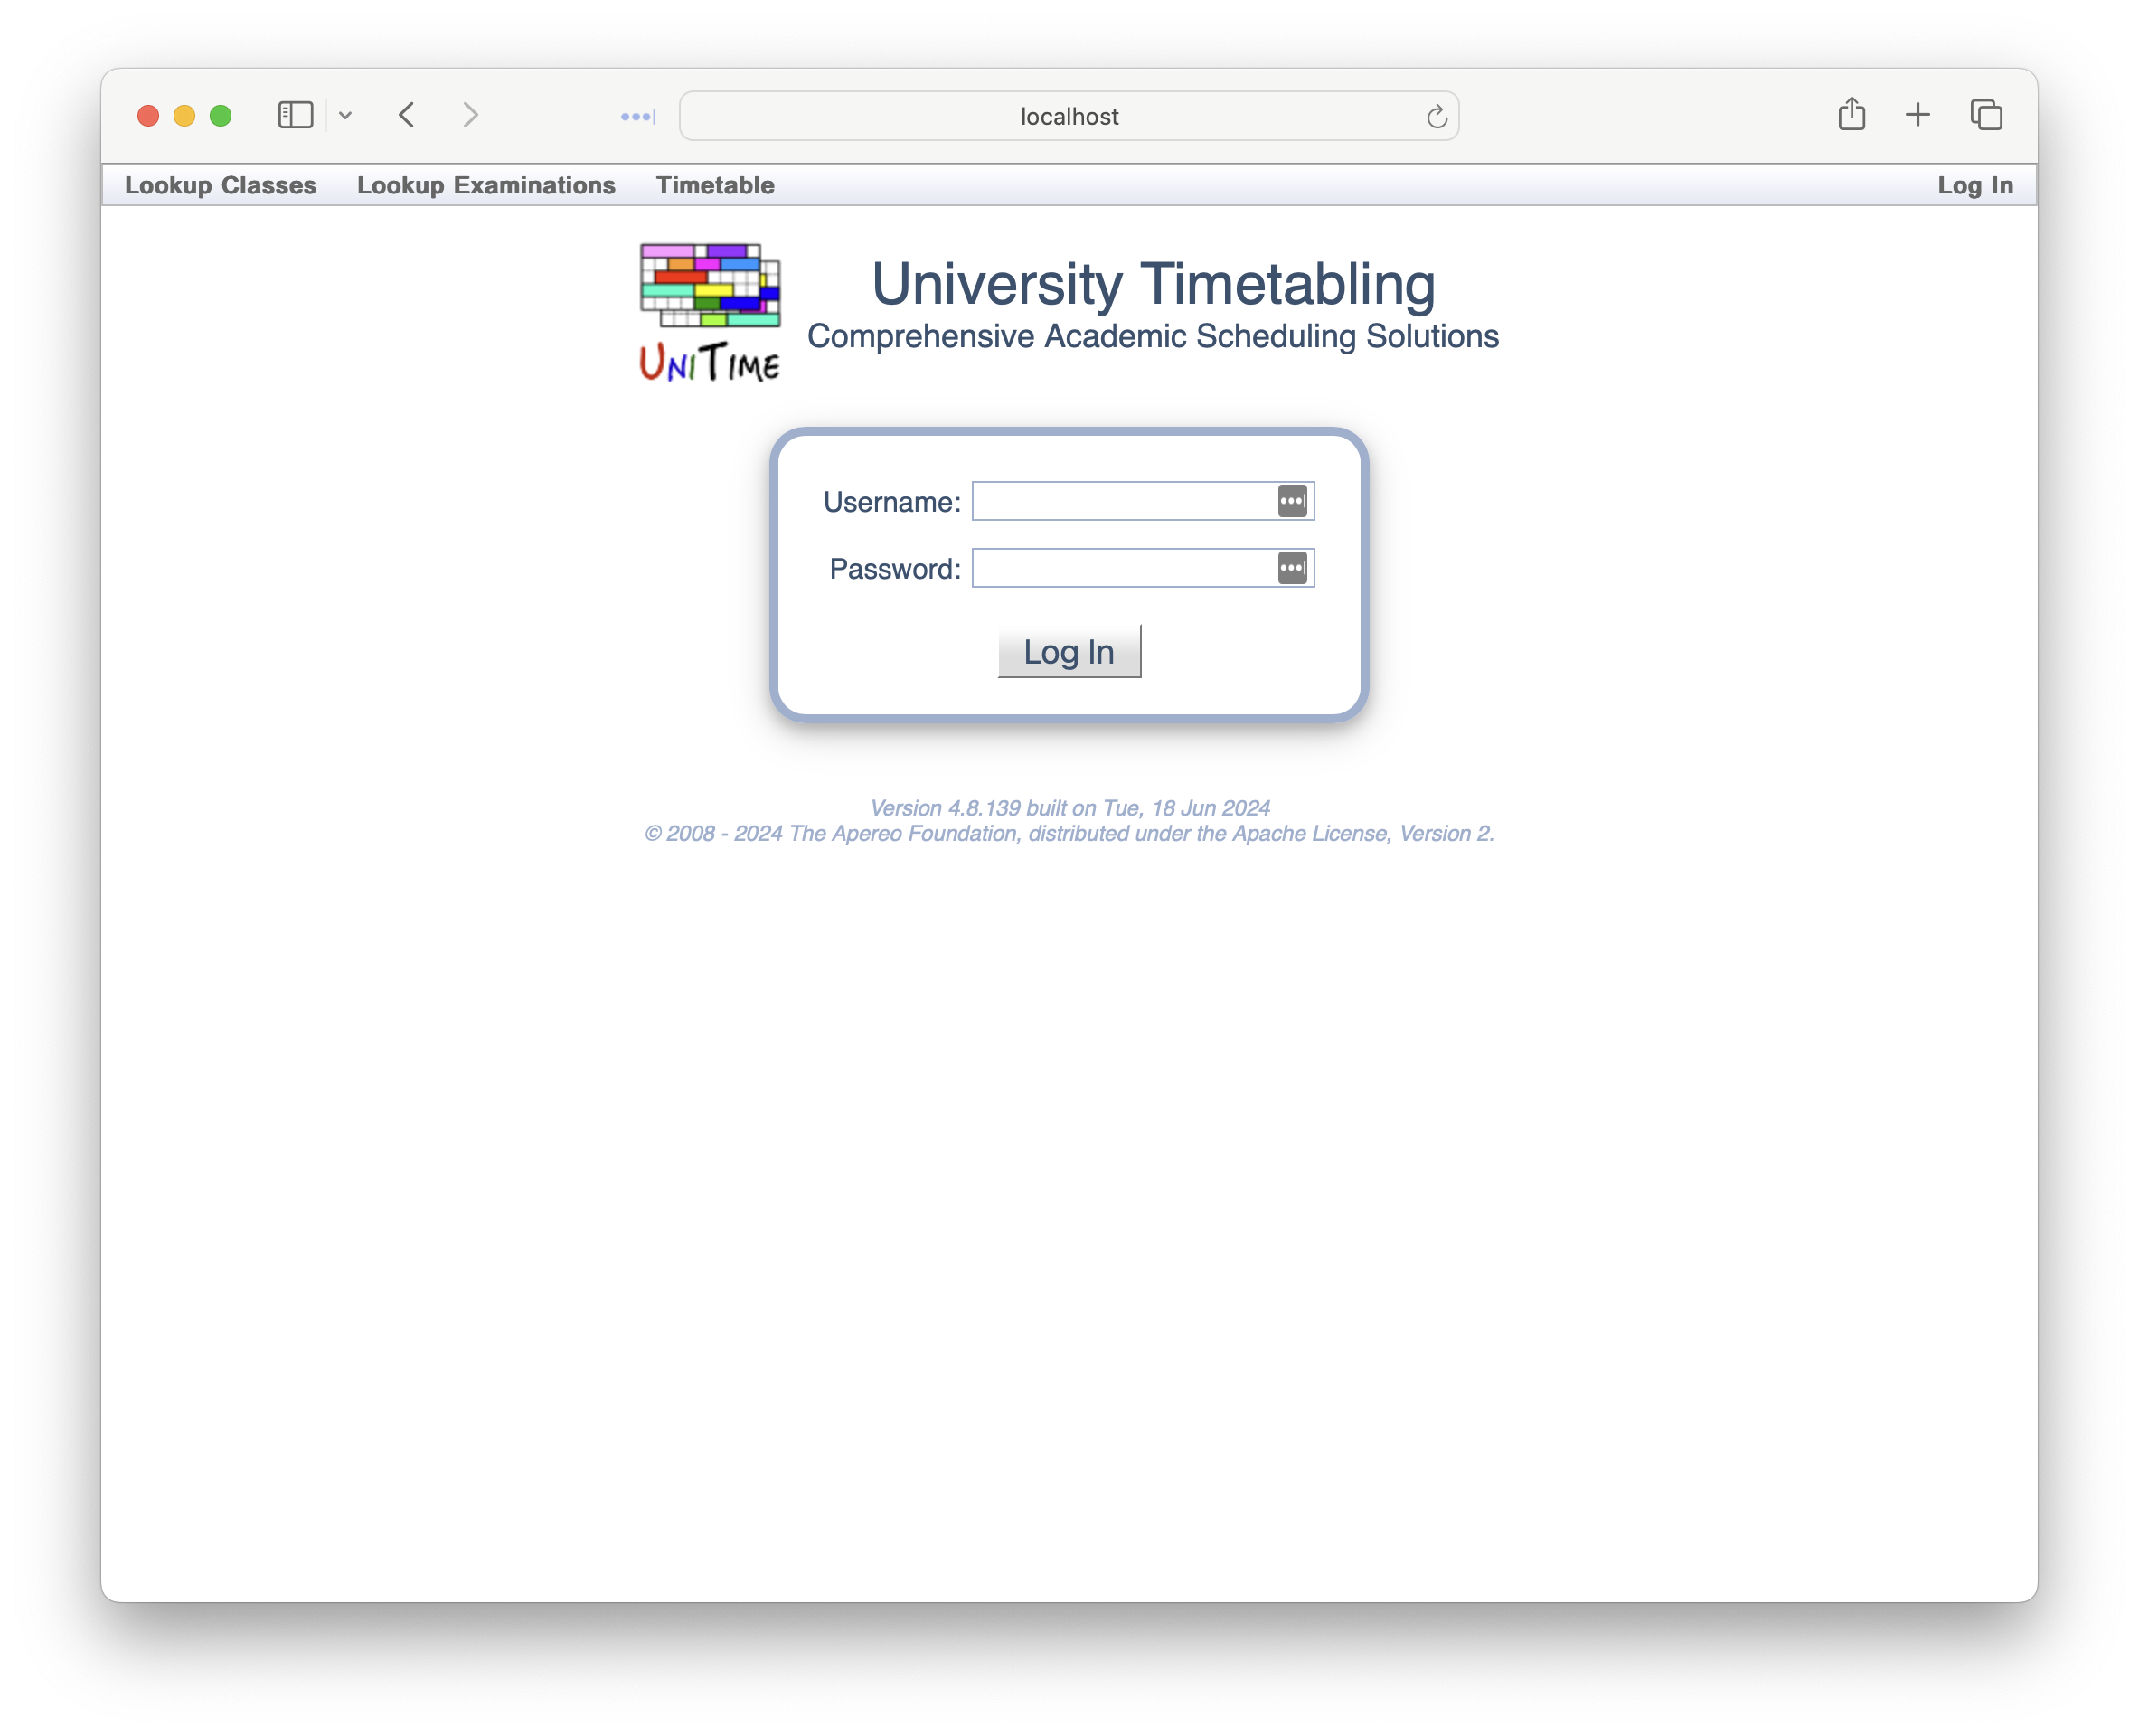 localhost
Lookup Classes Lookup Examinations Timetable Log In
University Timetabling
Comprehensive Academic Scheduling Solutions
UNITIME
Username:
Password:
Log In
Version 4.8.139 built on Tue, 18 Jun 2024
© 2008 - 2024 The Apereo Foundation, distributed under the Apache License, Version 2.